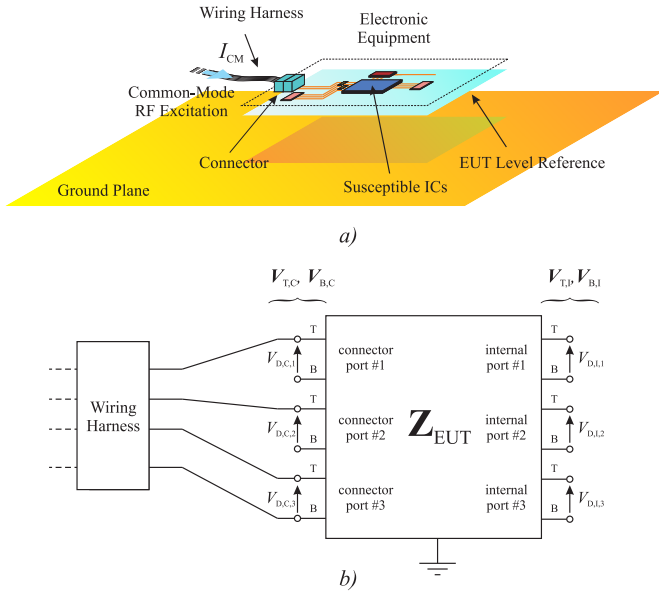 Wiring Harness
Electronic
Equipment
I_CM
Common-Mode
RF Excitation
Connector
EUT Level Reference
Susceptible ICs
Ground Plane
a)
V_T,C, V_B,C
V_T,I, V_B,I
T
T
V_D,C,1
connector
port #1
internal
port #1
V_D,I,1
B
B
Wiring
Harness
T
T
V_D,C,2
connector
port #2
Z_EUT
internal
port #2
V_D,I,2
B
B
T
T
V_D,C,3
connector
port #3
internal
port #3
V_D,I,3
B
B
b)